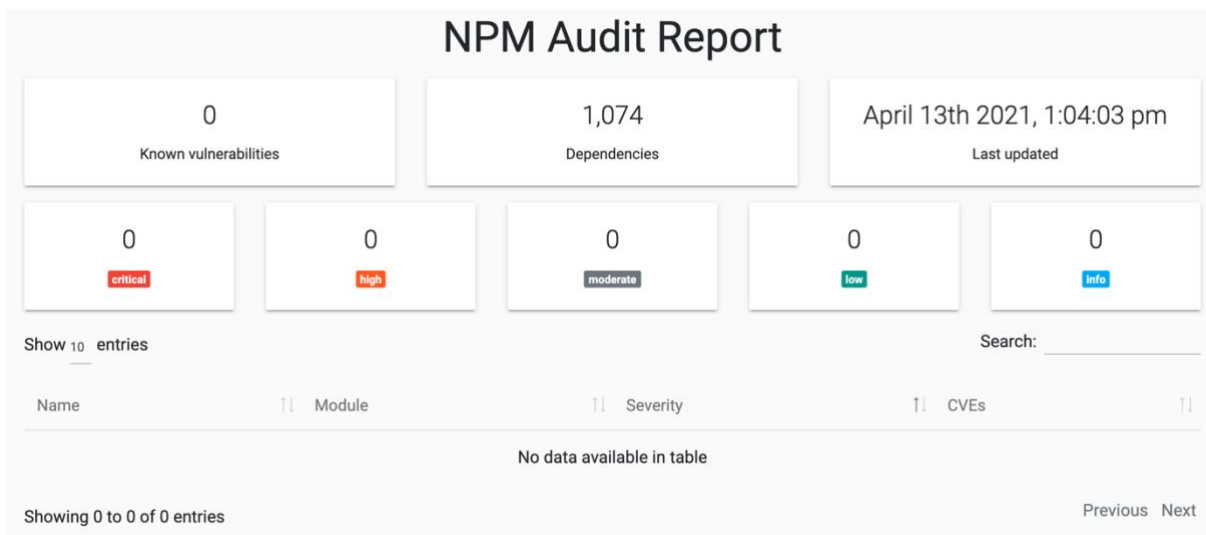 NPM Audit Report
0
Known vulnerabilities
1,074
Dependencies
April 13th 2021, 1:04:03 pm
Last updated
0
critical
0
high
0
moderate
0
low
0
info
Show 10 entries
Search:
Name Module Severity CVEs
No data available in table
Showing 0 to 0 of 0 entries
Previous Next